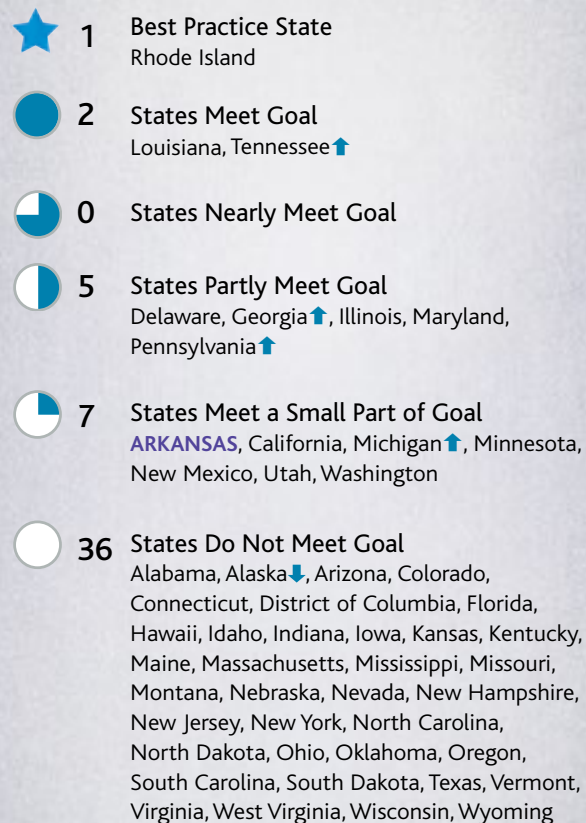 1 Best Practice State
Rhode Island
2 States Meet Goal
Louisiana, Tennessee⬆
0 States Nearly Meet Goal
5 States Partly Meet Goal
Delaware, Georgia⬆, Illinois, Maryland,
Pennsylvania⬆
7 States Meet a Small Part of Goal
ARKANSAS, California, Michigan⬆, Minnesota,
New Mexico, Utah, Washington
36 States Do Not Meet Goal
Alabama, Alaska⬇, Arizona, Colorado,
Connecticut, District of Columbia, Florida,
Hawaii, Idaho, Indiana, Iowa, Kansas, Kentucky,
Maine, Massachusetts, Mississippi, Missouri,
Montana, Nebraska, Nevada, New Hampshire,
New Jersey, New York, North Carolina,
North Dakota, Ohio, Oklahoma, Oregon,
South Carolina, South Dakota, Texas, Vermont,
Virginia, West Virginia, Wisconsin, Wyoming